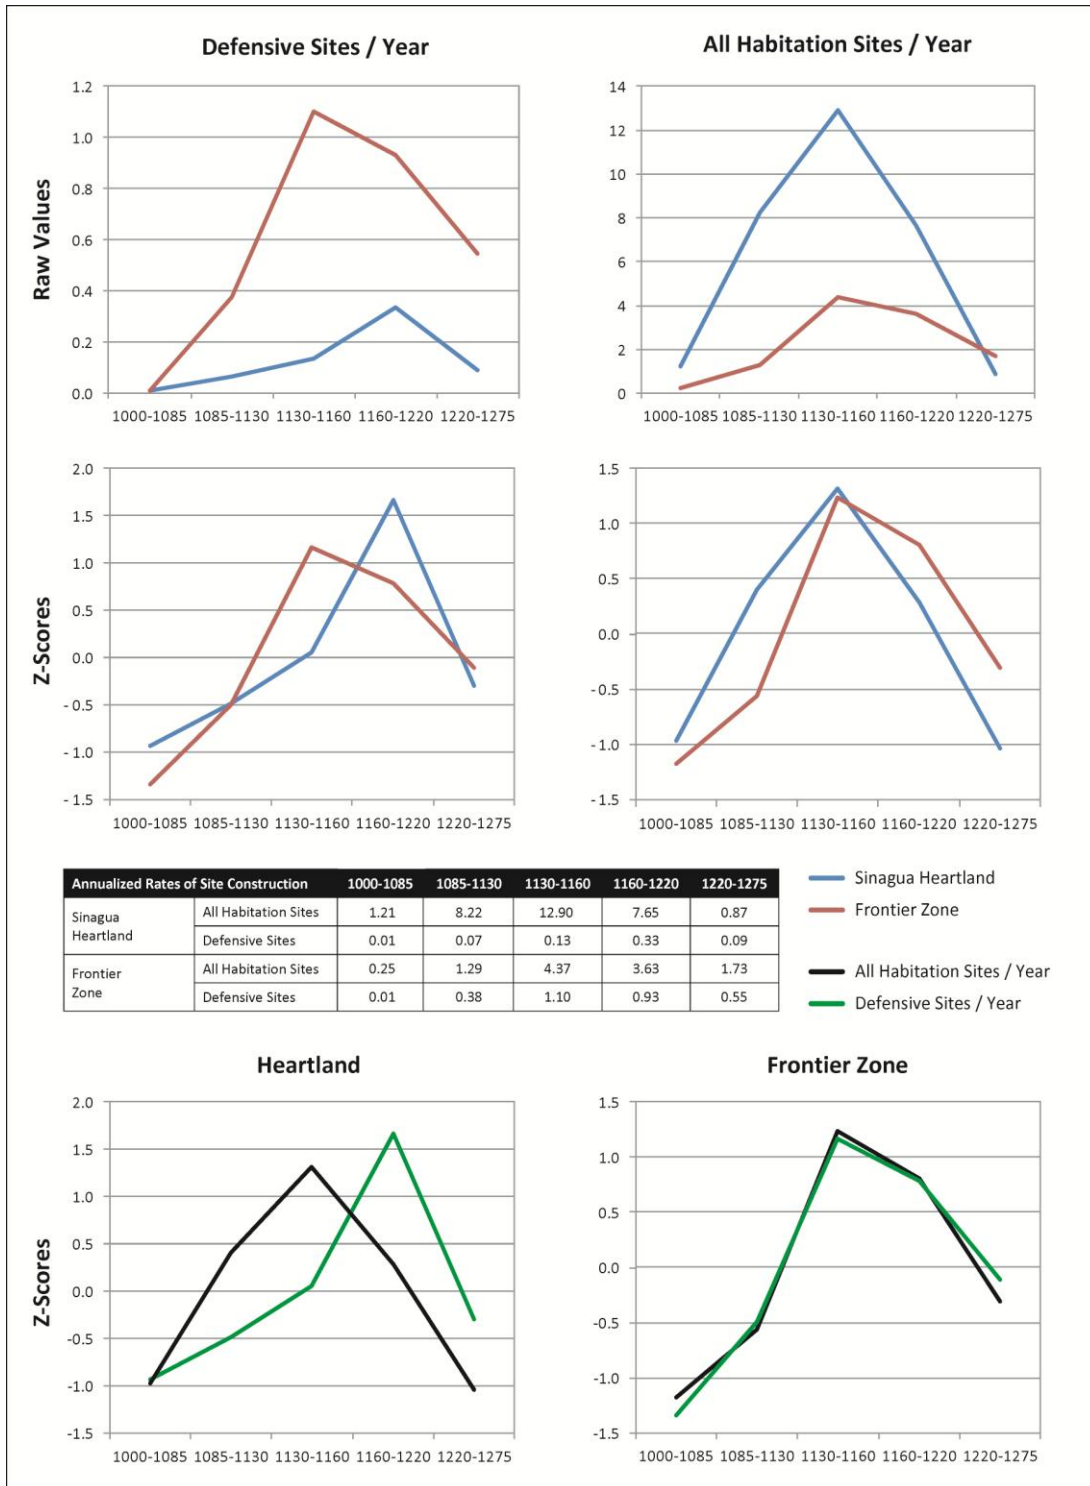 Defensive Sites / Year
All Habitation Sites / Year
Raw Values
1.2
1.0
0.8
0.6
0.4
0.2
0.0
1000-1085 1085-1130 1130-1160 1160-1220 1220-1275
14
12
10
8
6
4
2
0
1000-1085 1085-1130 1130-1160 1160-1220 1220-1275
Z-Scores
2.0
1.5
1.0
0.5
0.0
- 0.5
- 1.0
- 1.5
1000-1085 1085-1130 1130-1160 1160-1220 1220-1275
1.5
1.0
0.5
0.0
- 0.5
-1.0
-1.5
1000-1085 1085-1130 1130-1160 1160-1220 1220-1275
Annualized Rates of Site Construction 1000-1085 1085-1130 1130-1160 1160-1220 1220-1275
Sinagua Heartland All Habitation Sites 1.21 8.22 12.90 7.65 0.87
Defensive Sites 0.01 0.07 0.13 0.33 0.09
Frontier Zone All Habitation Sites 0.25 1.29 4.37 3.63 1.73
Defensive Sites 0.01 0.38 1.10 0.93 0.55
Sinagua Heartland
Frontier Zone
All Habitation Sites / Year
Defensive Sites / Year
Heartland
Frontier Zone
Z-Scores
2.0
1.5
1.0
0.5
0.0
-0.5
-1.0
-1.5
1000-1085 1085-1130 1130-1160 1160-1220 1220-1275
1.5
1.0
0.5
0.0
-0.5
-1.0
-1.5
1000-1085 1085-1130 1130-1160 1160-1220 1220-1275